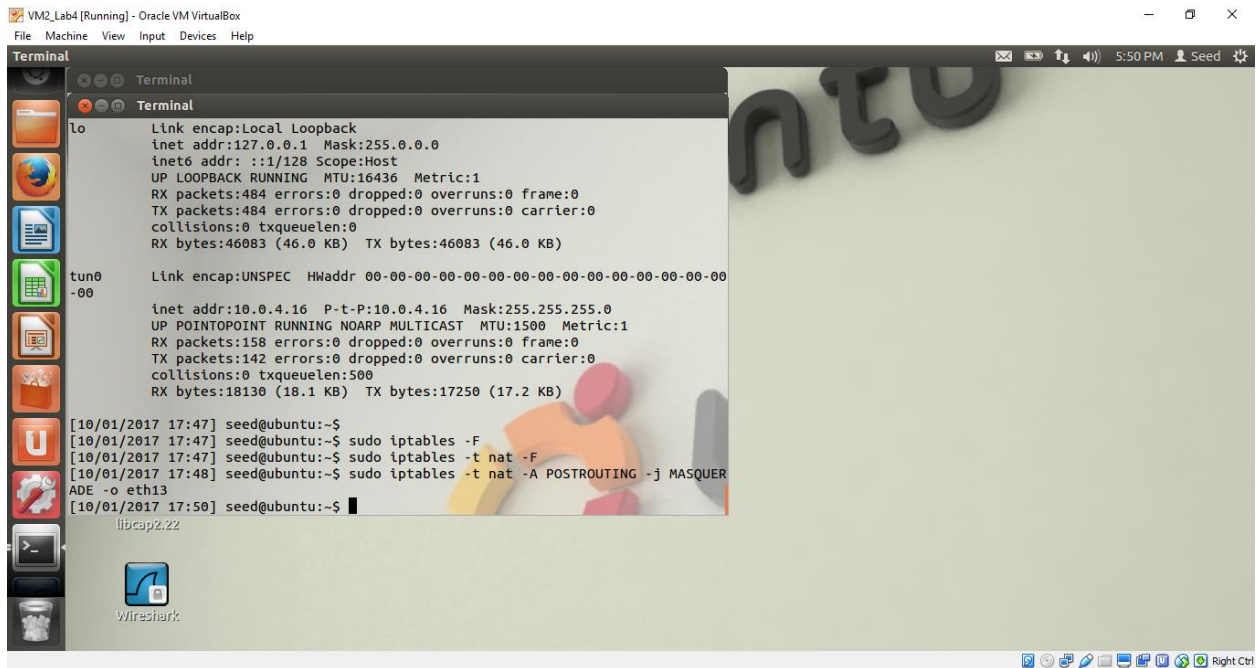 VM2_Lab4 [Running] - Oracle VM VirtualBox
File Machine View Input Devices Help
Terminal
5:50 PM Seed
Terminal
Terminal
lo Link encap:Local Loopback
inet addr:127.0.0.1 Mask:255.0.0.0
inet6 addr: ::1/128 Scope:Host
UP LOOPBACK RUNNING MTU:16436 Metric:1
RX packets:484 errors:0 dropped:0 overruns:0 frame:0
TX packets:484 errors:0 dropped:0 overruns:0 carrier:0
collisions:0 txqueuelen:0
RX bytes:46083 (46.0 KB) TX bytes:46083 (46.0 KB)
tun0 Link encap:UNSPEC HWaddr 00-00-00-00-00-00-00-00-00-00-00-00-00-00-00
-00
inet addr:10.0.4.16 P-t-P:10.0.4.16 Mask:255.255.255.0
UP POINTOPOINT RUNNING NOARP MULTICAST MTU:1500 Metric:1
RX packets:158 errors:0 dropped:0 overruns:0 frame:0
TX packets:142 errors:0 dropped:0 overruns:0 carrier:0
collisions:0 txqueuelen:500
RX bytes:18130 (18.1 KB) TX bytes:17250 (17.2 KB)
[10/01/2017 17:47] seed@ubuntu:~$
[10/01/2017 17:47] seed@ubuntu:~$ sudo iptables -F
[10/01/2017 17:47] seed@ubuntu:~$ sudo iptables -t nat -F
[10/01/2017 17:48] seed@ubuntu:~$ sudo iptables -t nat -A POSTROUTING -j MASQUER
ADE -o eth13
[10/01/2017 17:50] seed@ubuntu:~$
libcap2.22
Wireshark
Right Ctrl